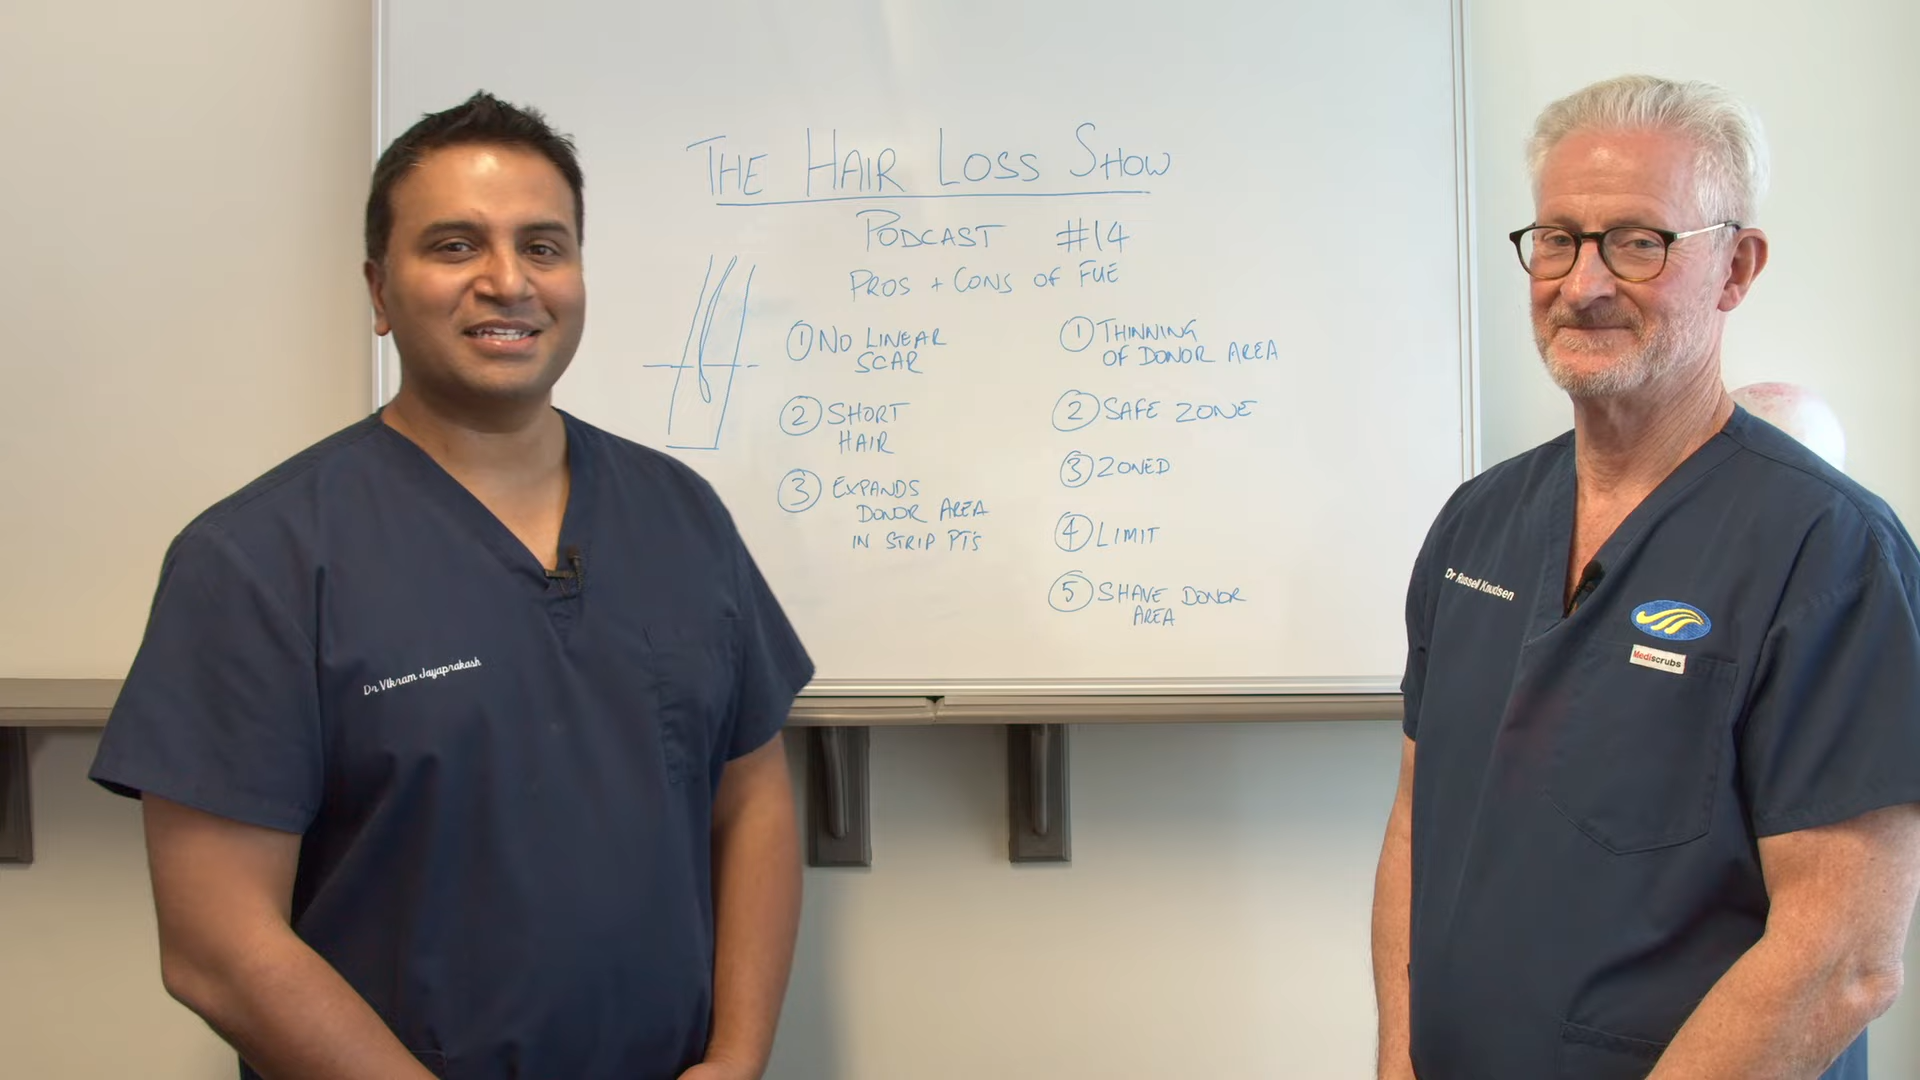 THE HAIR LOSS SHOW
PODCAST #14
PROS + CONS OF FUE
1 NO LINEAR
SCAR
2 SHORT
HAIR
3 EXPANDS
DONOR AREA
IN STRIP PT'S
1 THINNING
OF DONOR AREA
2 SAFE ZONE
3 ZONED
4 LIMIT
5 SHAVE DONOR
AREA
Dr Vikram Jayaprakash
Dr Russell Knudsen
Mediscrubs